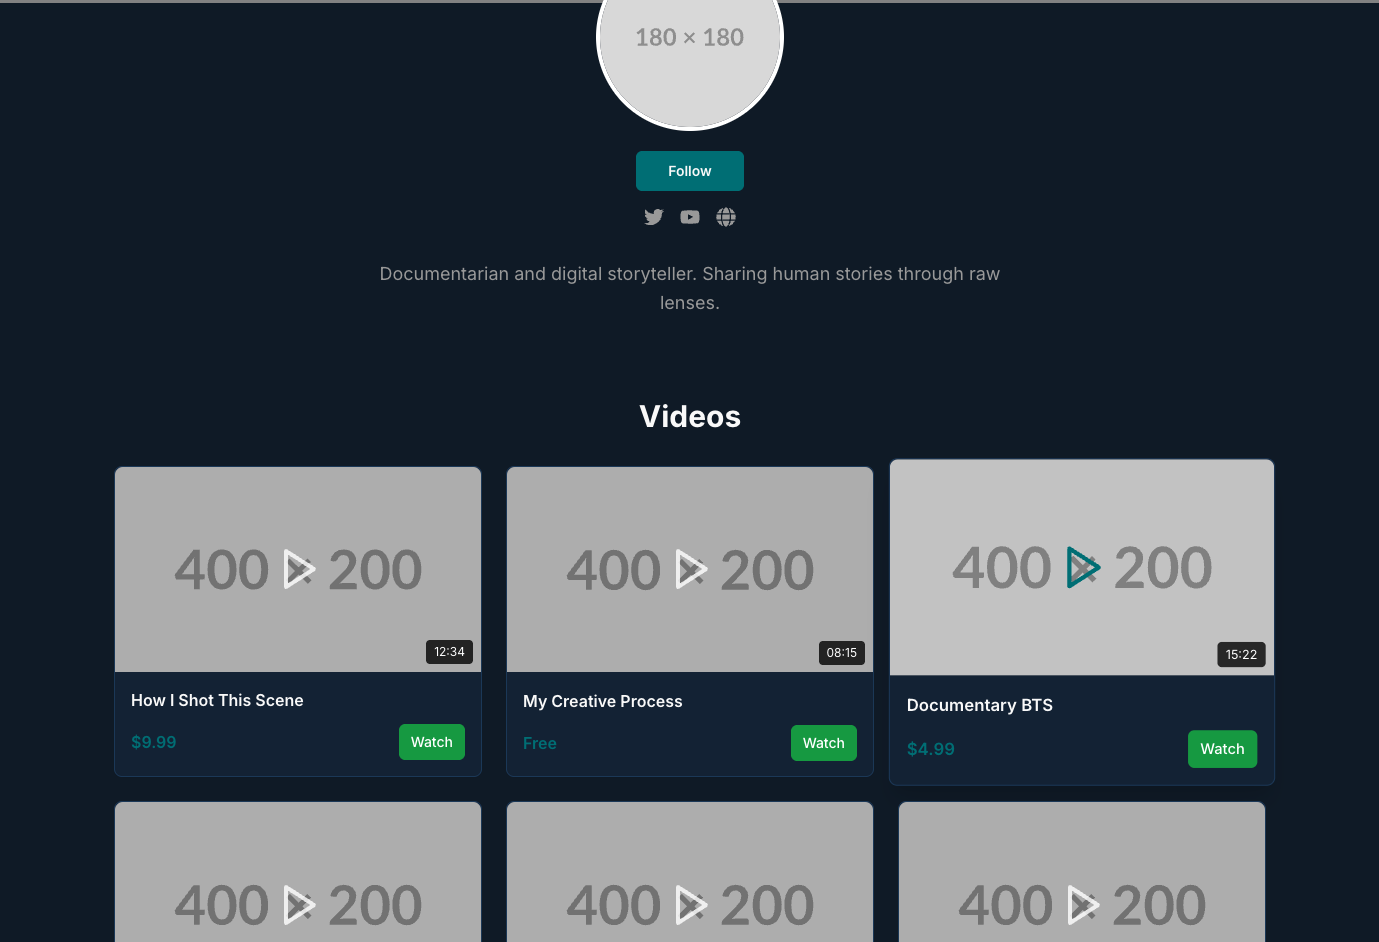 180 × 180
Follow
Documentarian and digital storyteller. Sharing human stories through raw
lenses.
Videos
400 × 200
12:34
How I Shot This Scene
$9.99
Watch
400 × 200
08:15
My Creative Process
Free
Watch
400 × 200
15:22
Documentary BTS
$4.99
Watch
400 × 200
400 × 200
400 × 200